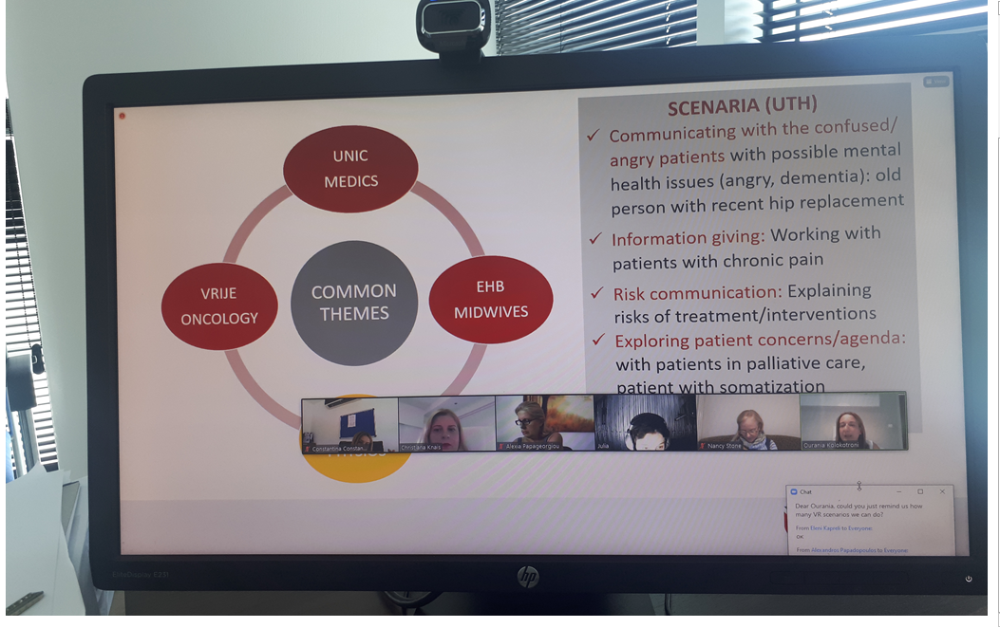 UNIC
MEDICS
VRIJE
ONCOLOGY
COMMON
THEMES
EHB
MIDWIVES
SCENARIA (UTH)
✓ Communicating with the confused/
angry patients with possible mental
health issues (angry, dementia): old
person with recent hip replacement
✓ Information giving: Working with
patients with chronic pain
✓ Risk communication: Explaining
risks of treatment/interventions
✓ Exploring patient concerns/agenda:
with patients in palliative care,
patient with somatization
Constantina Constan...
Christiana Khais
Alexia Papageorgiou
Julia
Nancy Stone
Ourania Kolokotroni
Chat
Dear Ourania, could you just remind us how
many VR scenarios we can do?
From Eleni Kapreli to Everyone:
OK
From Alexandros Papadopoulos to Everyone:
hp